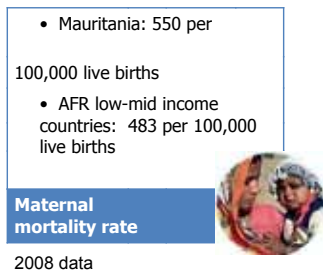 • Mauritania: 550 per
100,000 live births
• AFR low-mid income
countries:  483 per 100,000
live births
Maternal
mortality rate
2008 data